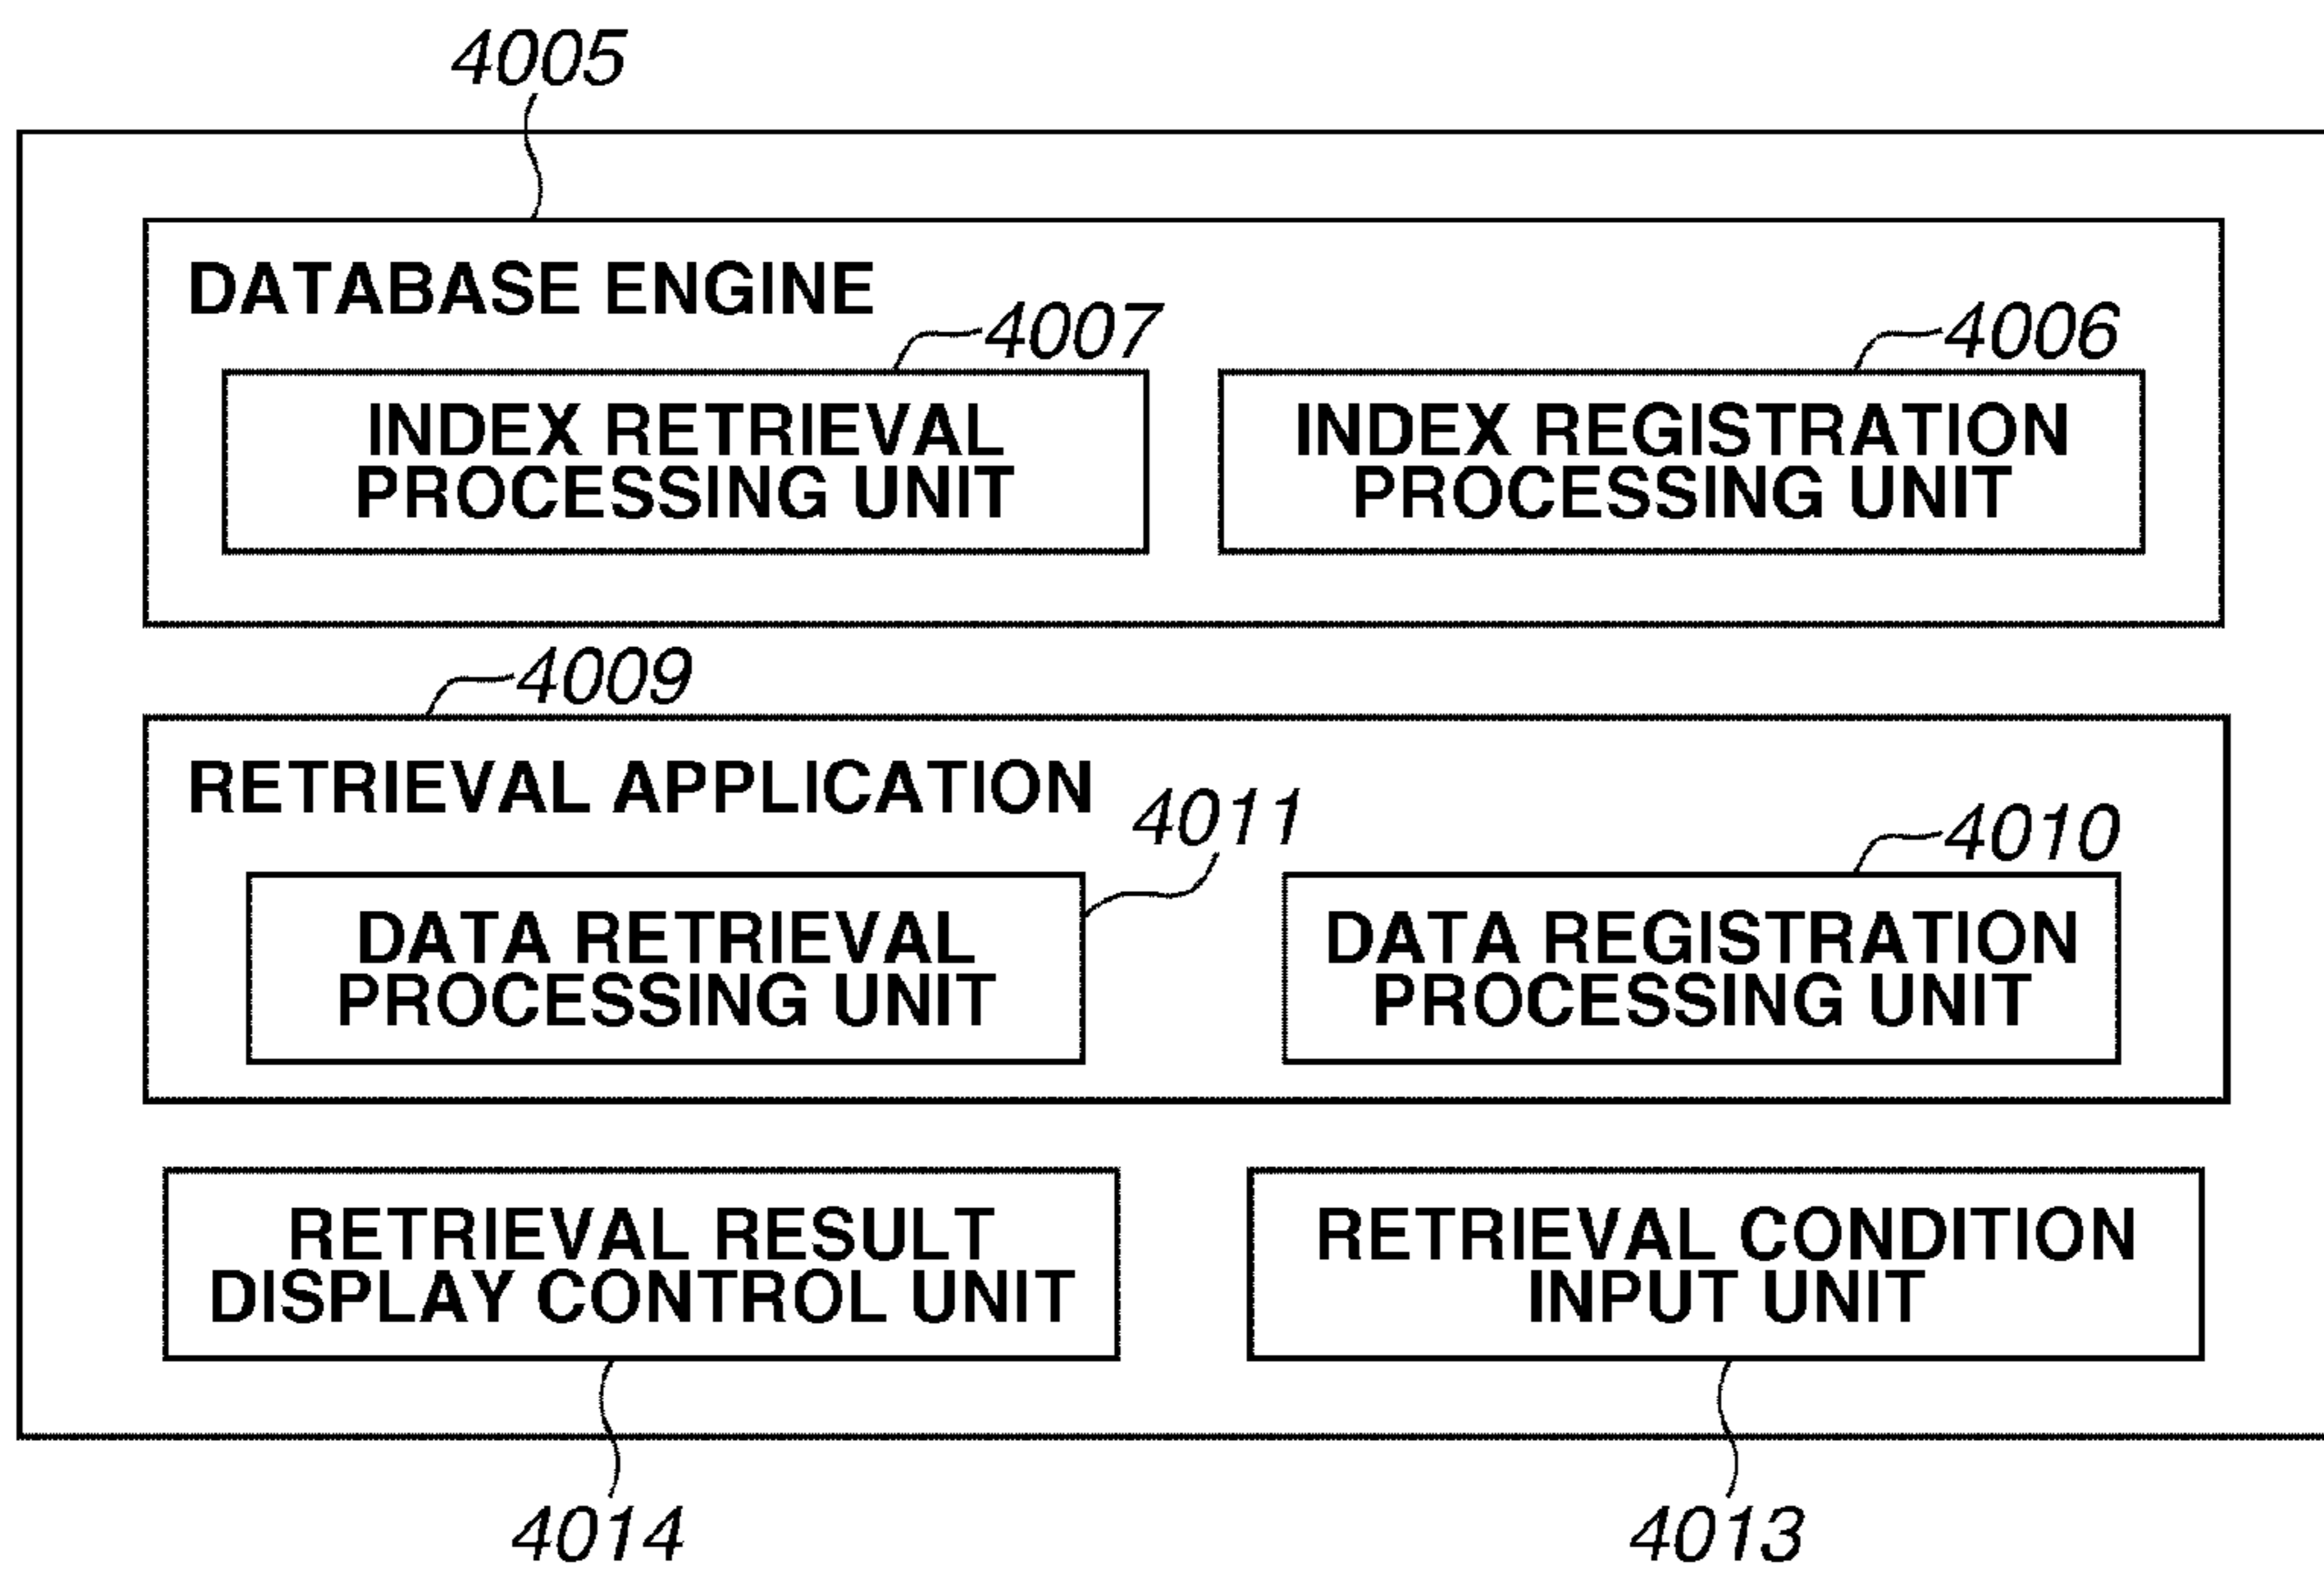 4005
DATABASE ENGINE
4007
4006
INDEX RETRIEVAL
PROCESSING UNIT
INDEX REGISTRATION
PROCESSING UNIT
4009
RETRIEVAL APPLICATION
4011
4010
DATA RETRIEVAL
PROCESSING UNIT
DATA REGISTRATION
PROCESSING UNIT
RETRIEVAL RESULT
DISPLAY CONTROL UNIT
RETRIEVAL CONDITION
INPUT UNIT
4014
4013